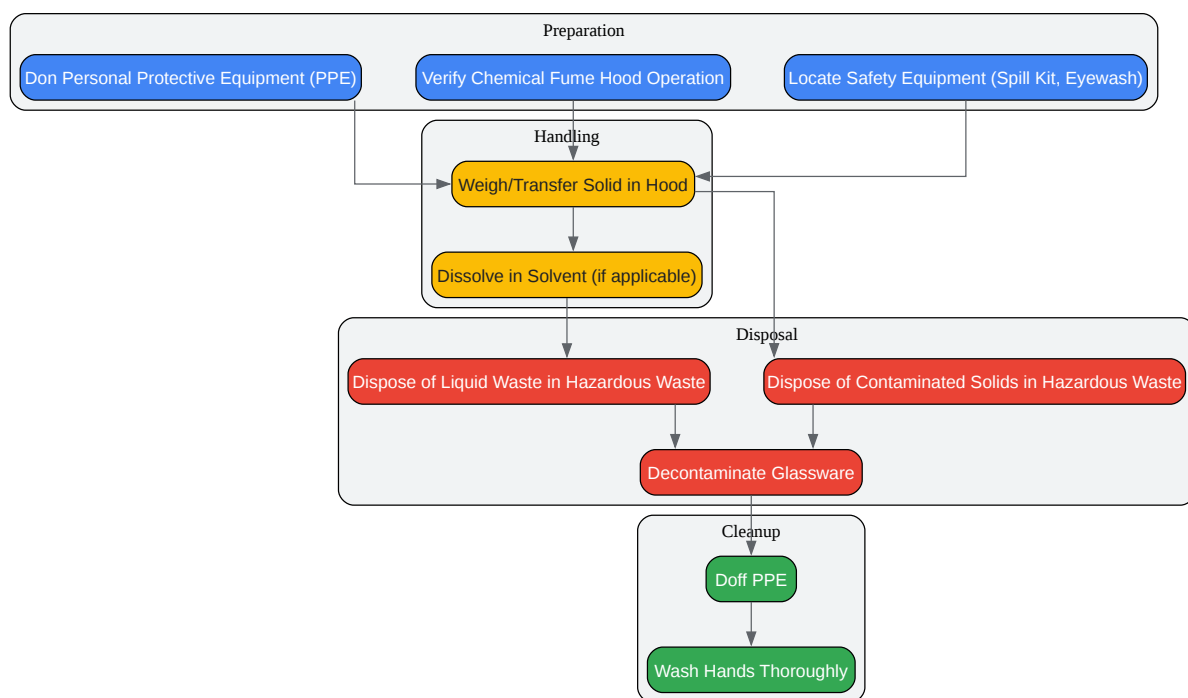 Preparation
Don Personal Protective Equipment (PPE)
Verify Chemical Fume Hood Operation
Locate Safety Equipment (Spill Kit, Eyewash)
Handling
Weigh/Transfer Solid in Hood
Dissolve in Solvent (if applicable)
Disposal
Dispose of Liquid Waste in Hazardous Waste
Dispose of Contaminated Solids in Hazardous Waste
Decontaminate Glassware
Cleanup
Doff PPE
Wash Hands Thoroughly